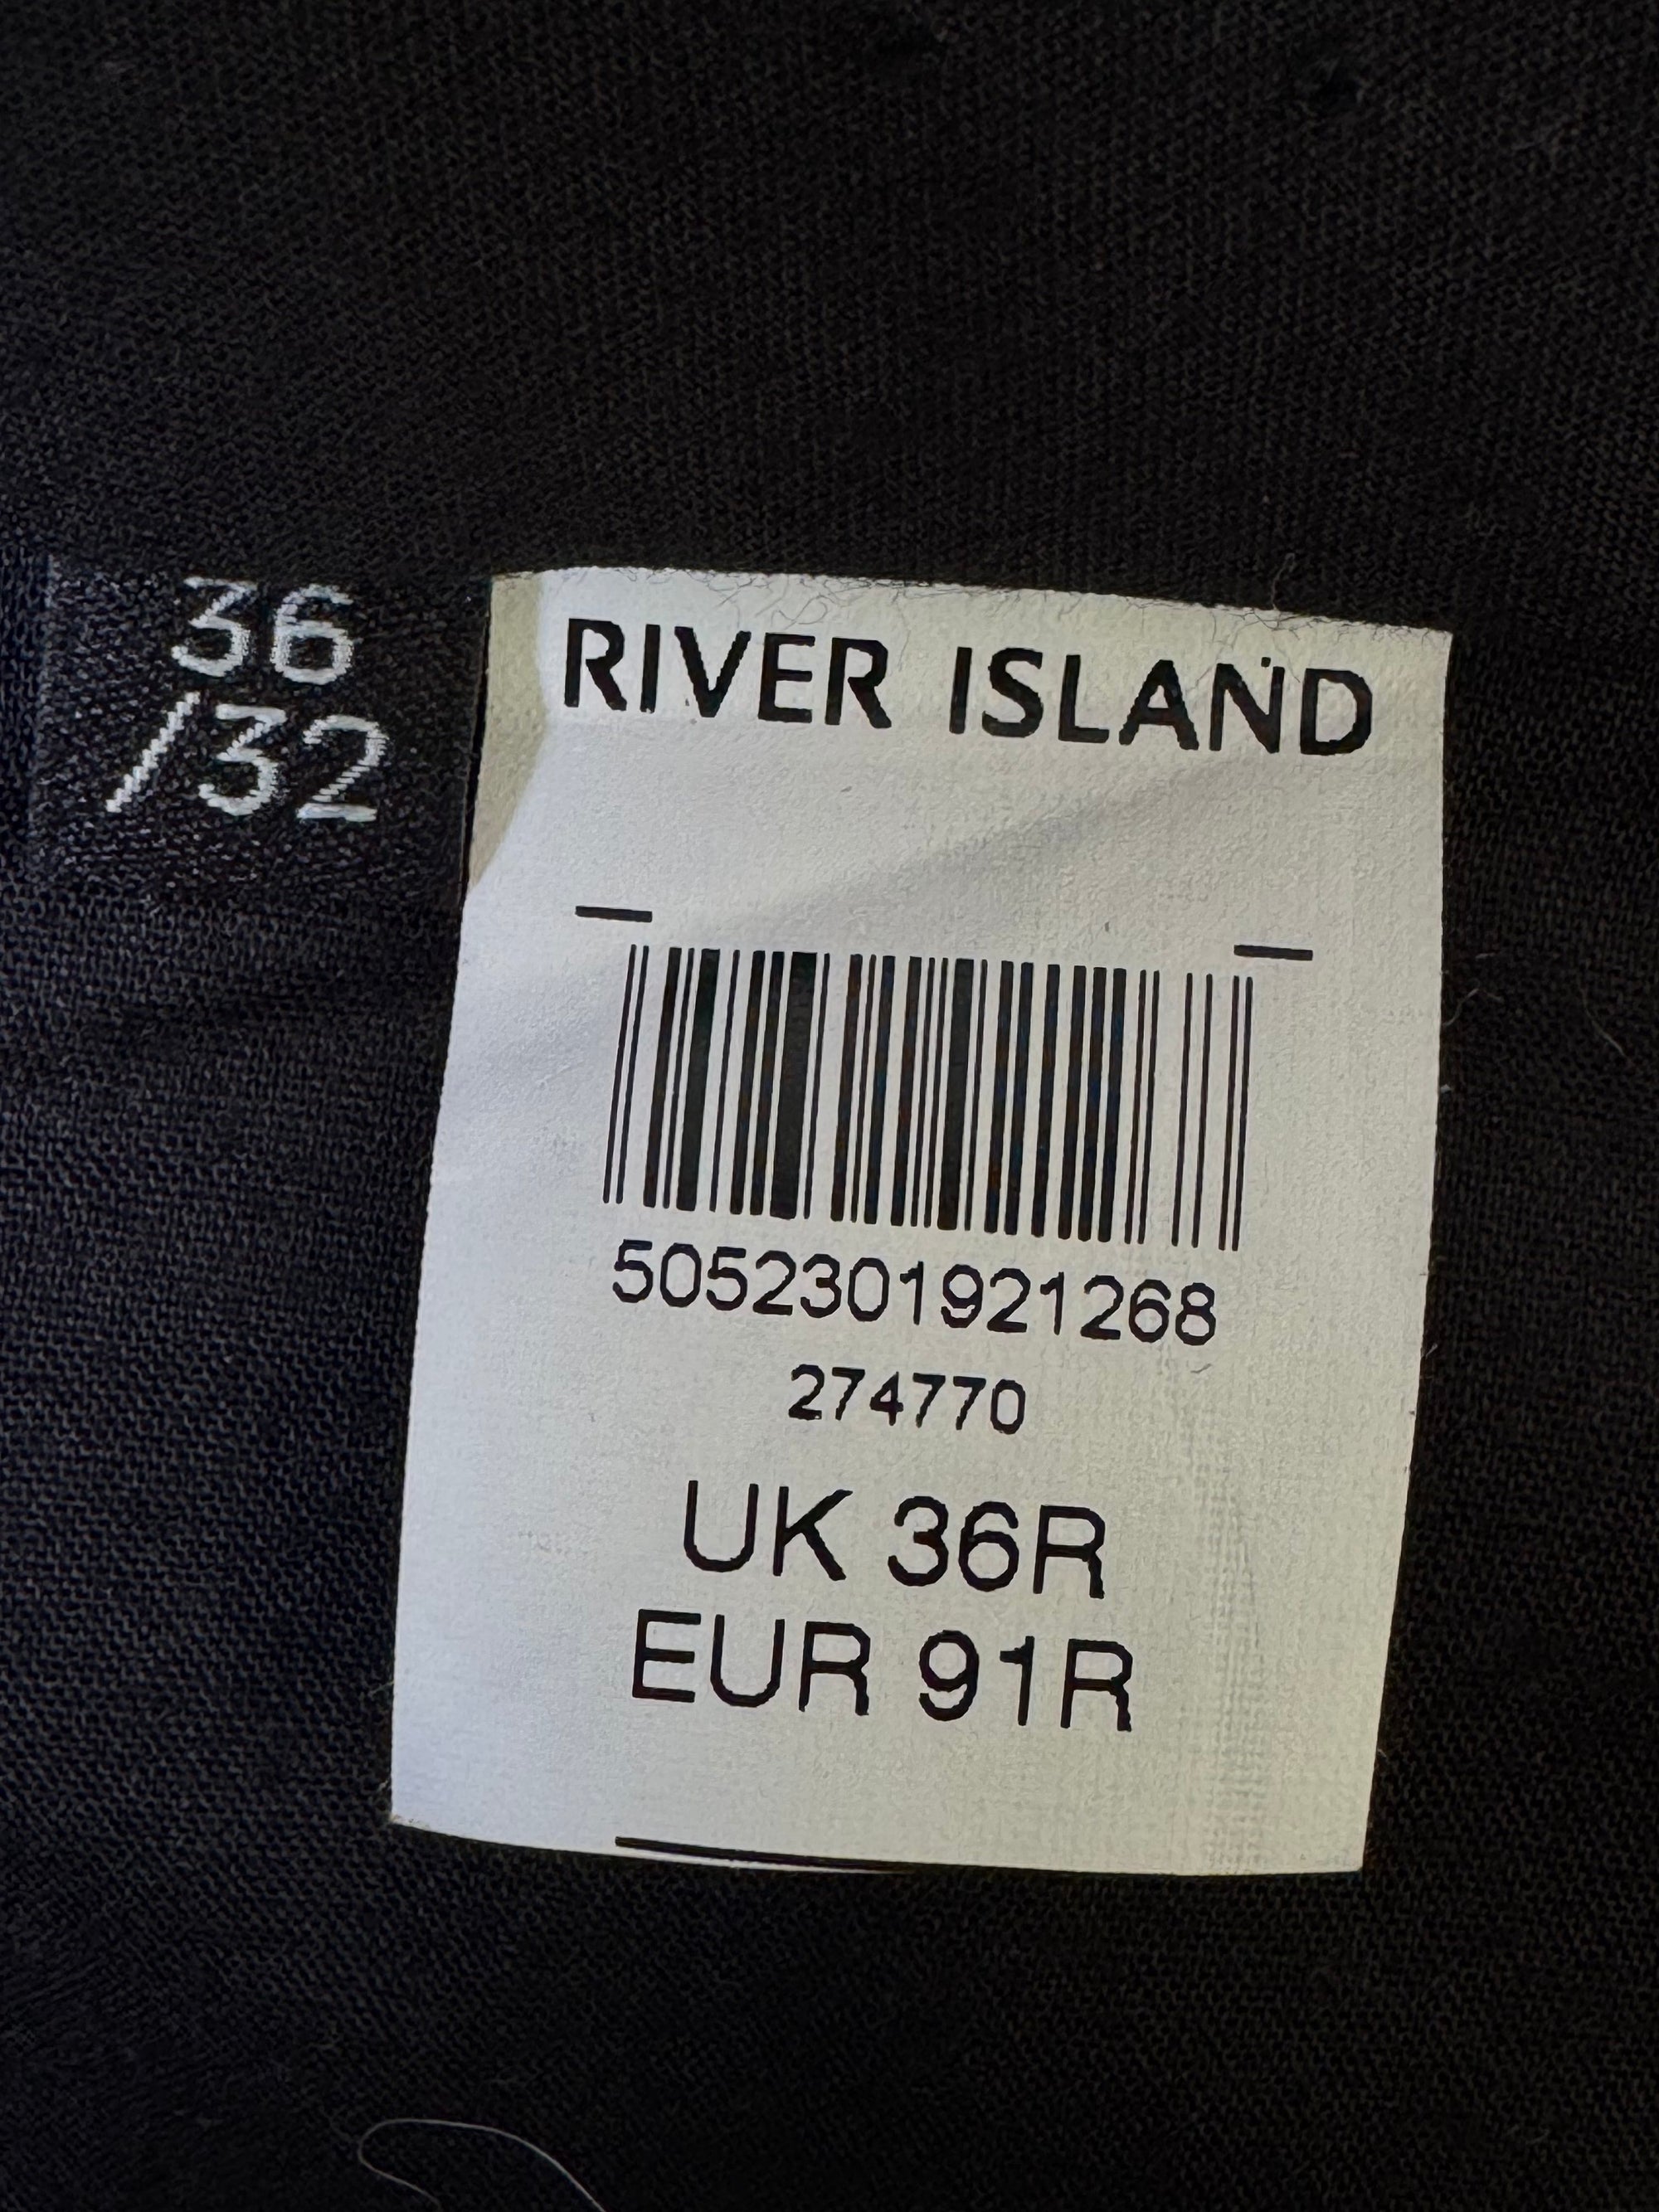 36
/32
RIVER ISLAND
5052301921268
274770
UK 36R
EUR 91R